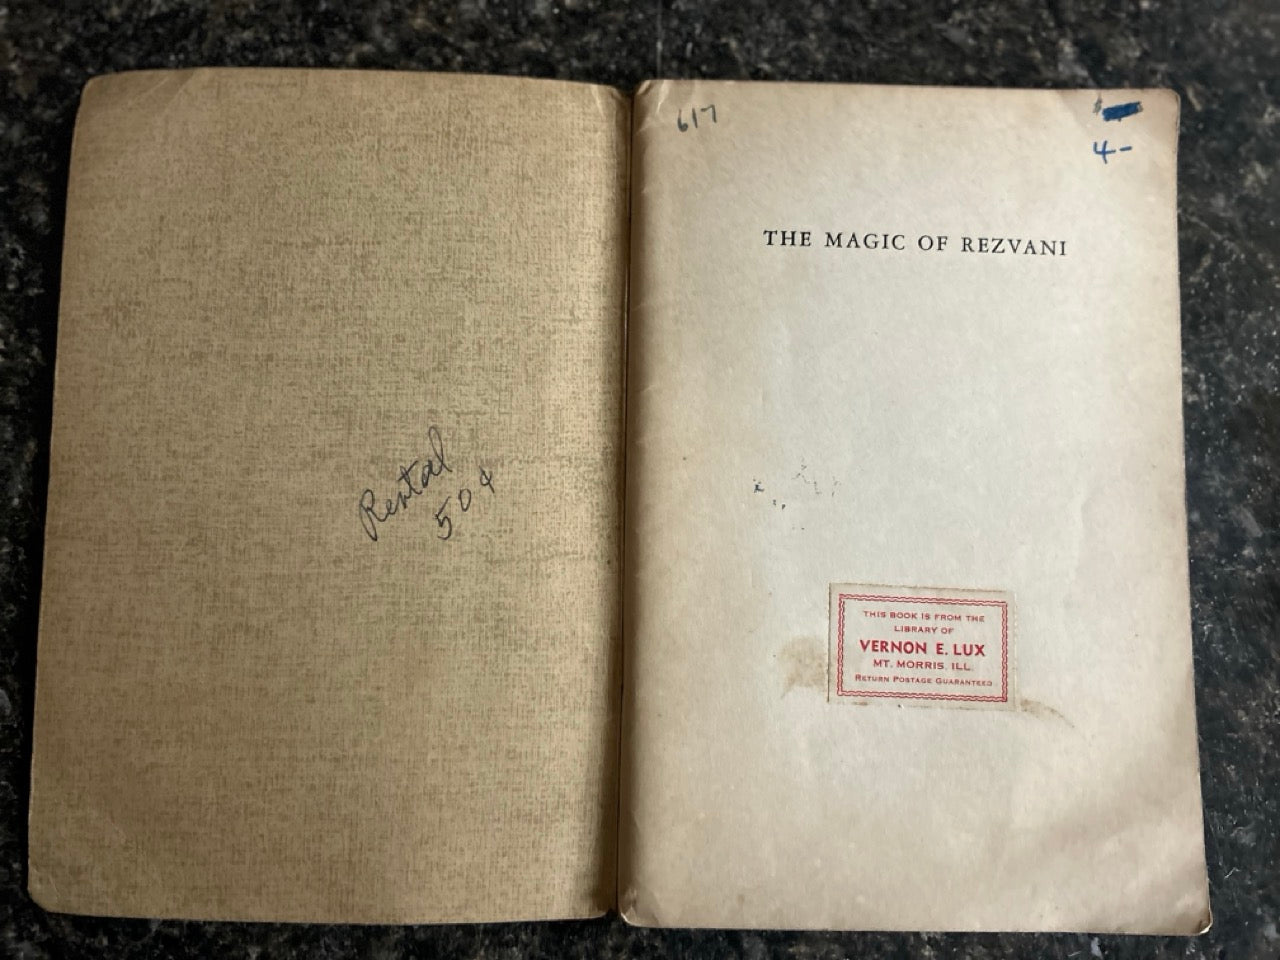 Rental
50¢
617
$
4-
THE MAGIC OF REZVANI
THIS BOOK IS FROM THE
LIBRARY OF
VERNON E. LUX
MT. MORRIS, ILL.
RETURN POSTAGE GUARANTEED